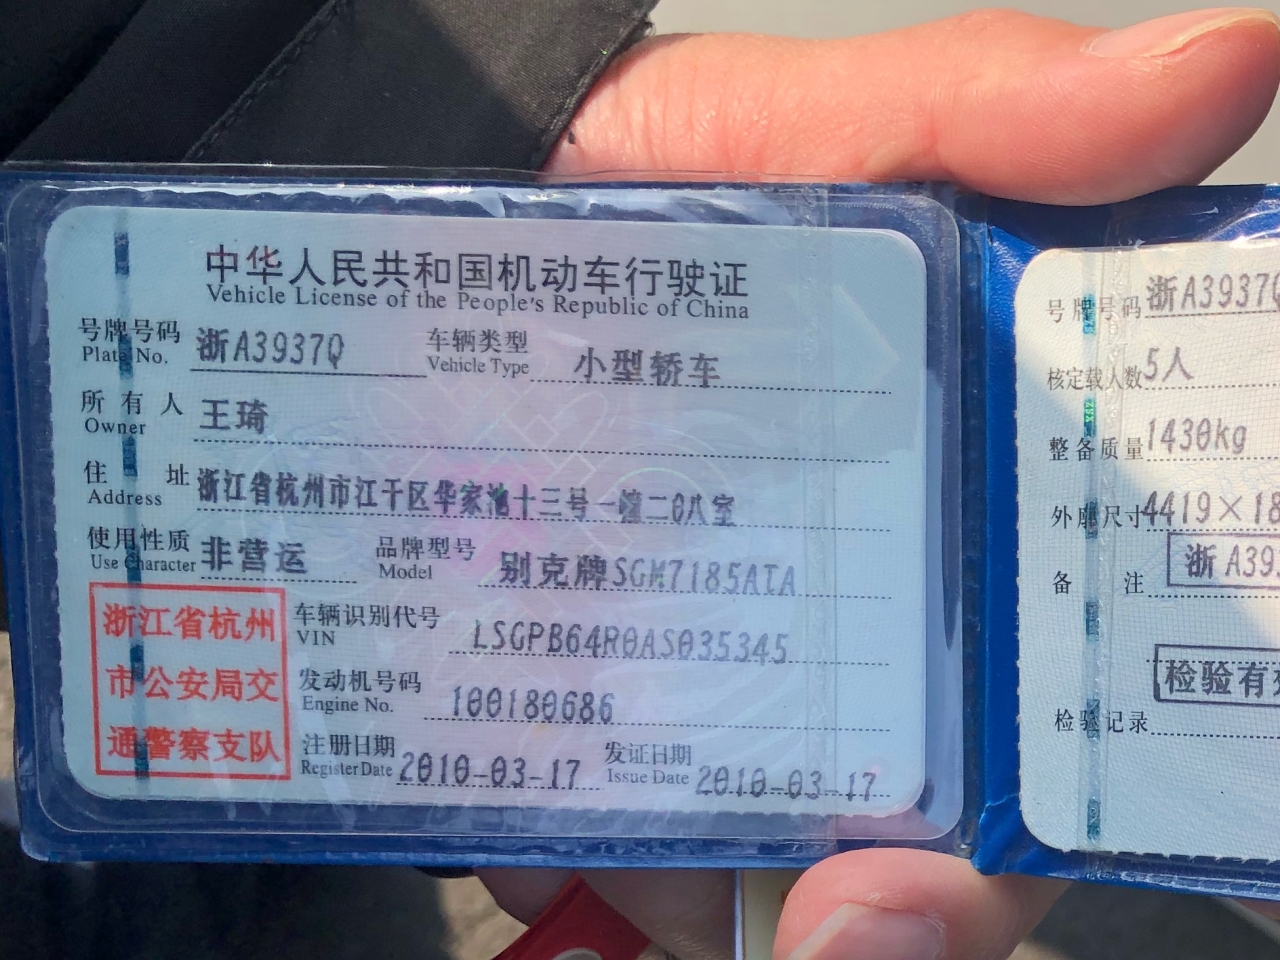 中华人民共和国机动车行驶证
Vehicle License of the People's Republic of China
号牌号码 浙A3937Q 车辆类型 小型轿车
Plate No. Vehicle Type
所有人 王琦
Owner
住址 浙江省杭州市江干区华家池十三号一幢二0八室
Address
使用性质 非营运 品牌型号 别克牌SGM7185ATA
Use Character Model
浙江省杭州
市公安局交
通警察支队
车辆识别代号 LSGPB64R0AS035345
VIN
发动机号码 100180686
Engine No.
注册日期 2010-03-17 发证日期 2010-03-17
Register Date Issue Date
号牌号码 浙A3937
核定载人数 5人
整备质量 1430kg
外廓尺寸 4419×18
备注 浙A39
检验有
检验记录